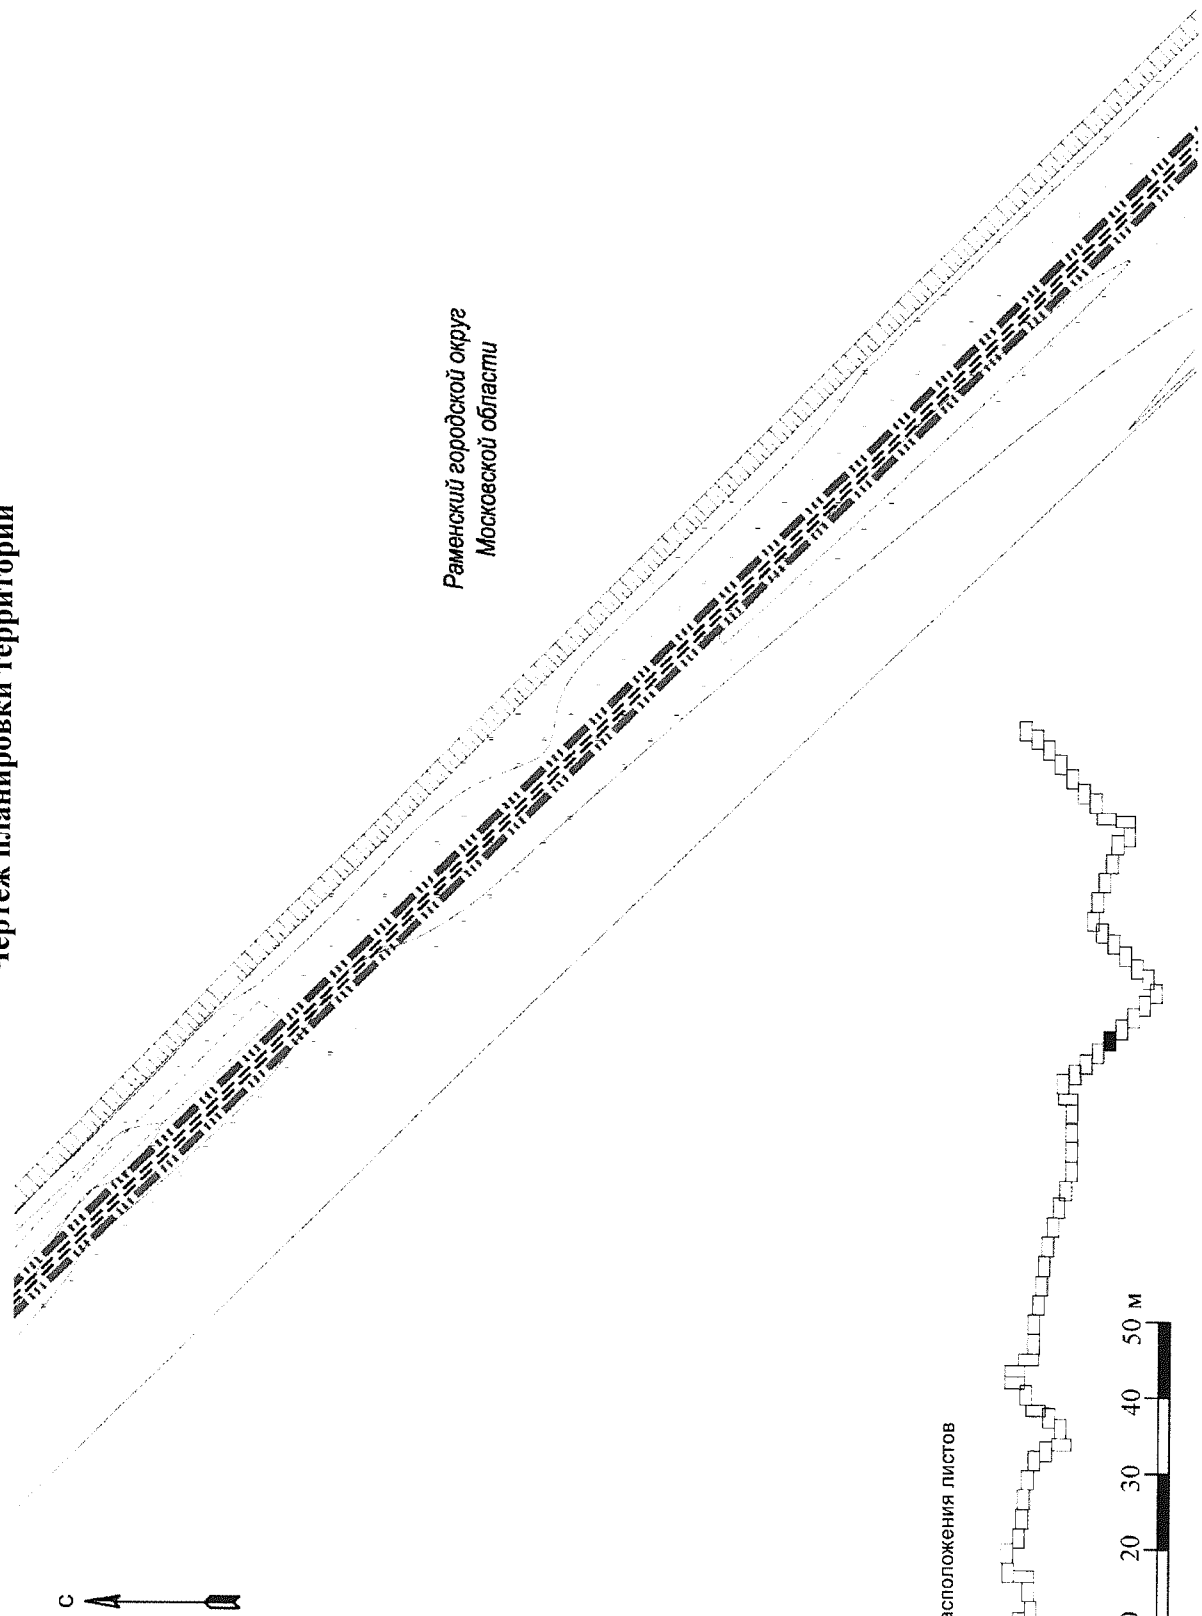 Чертеж планировки территории
С
Раменский городской округ
Московской области
асположения листов
20 30 40 50 м